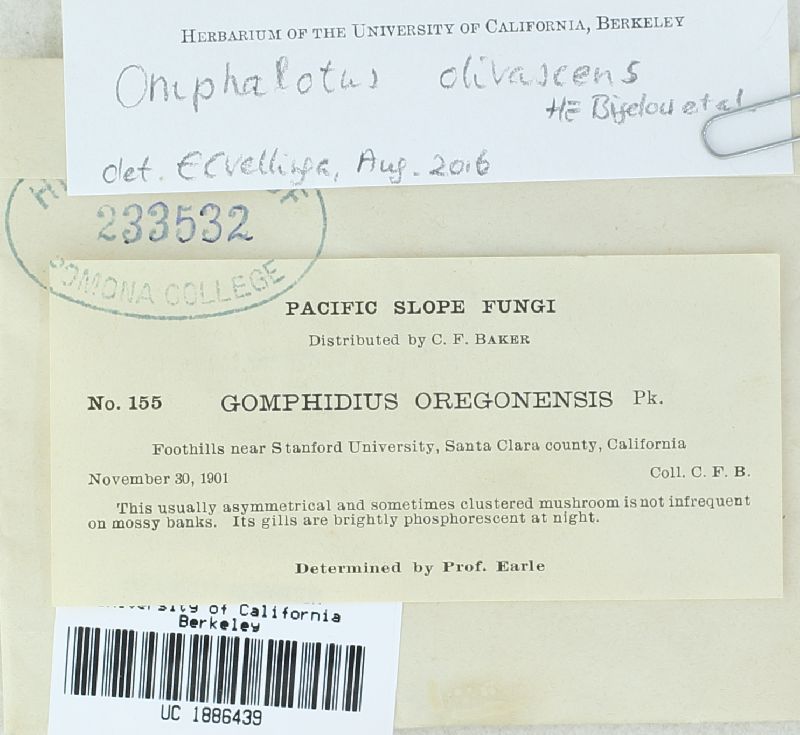 HERBARIUM OF THE UNIVERSITY OF CALIFORNIA, BERKELEY
Omphalotus olivascens
HE Bigelow et al.
det. ECVellinga, Aug. 2016
233532
POMONA COLLEGE
PACIFIC SLOPE FUNGI
Distributed by C. F. BAKER
No. 155 GOMPHIDIUS OREGONENSIS Pk.
Foothills near Stanford University, Santa Clara county, California
November 30, 1901 Coll. C. F. B.
This usually asymmetrical and sometimes clustered mushroom is not infrequent
on mossy banks. Its gills are brightly phosphorescent at night.
Determined by Prof. Earle
University of California
Berkeley
UC 1886439